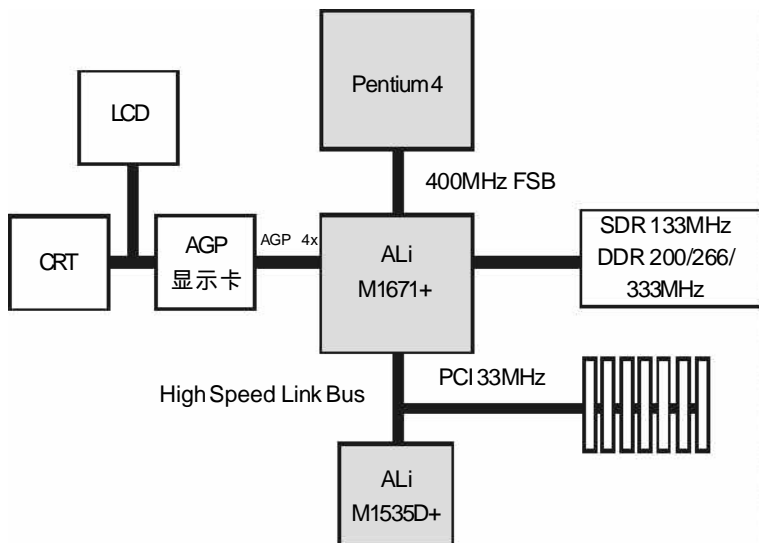 Pentium 4
LCD
400MHz FSB
CRT
AGP
显示卡
AGP 4x
ALi
M1671+
SDR 133MHz
DDR 200/266/
333MHz
High Speed Link Bus
PCI 33MHz
ALi
M1535D+